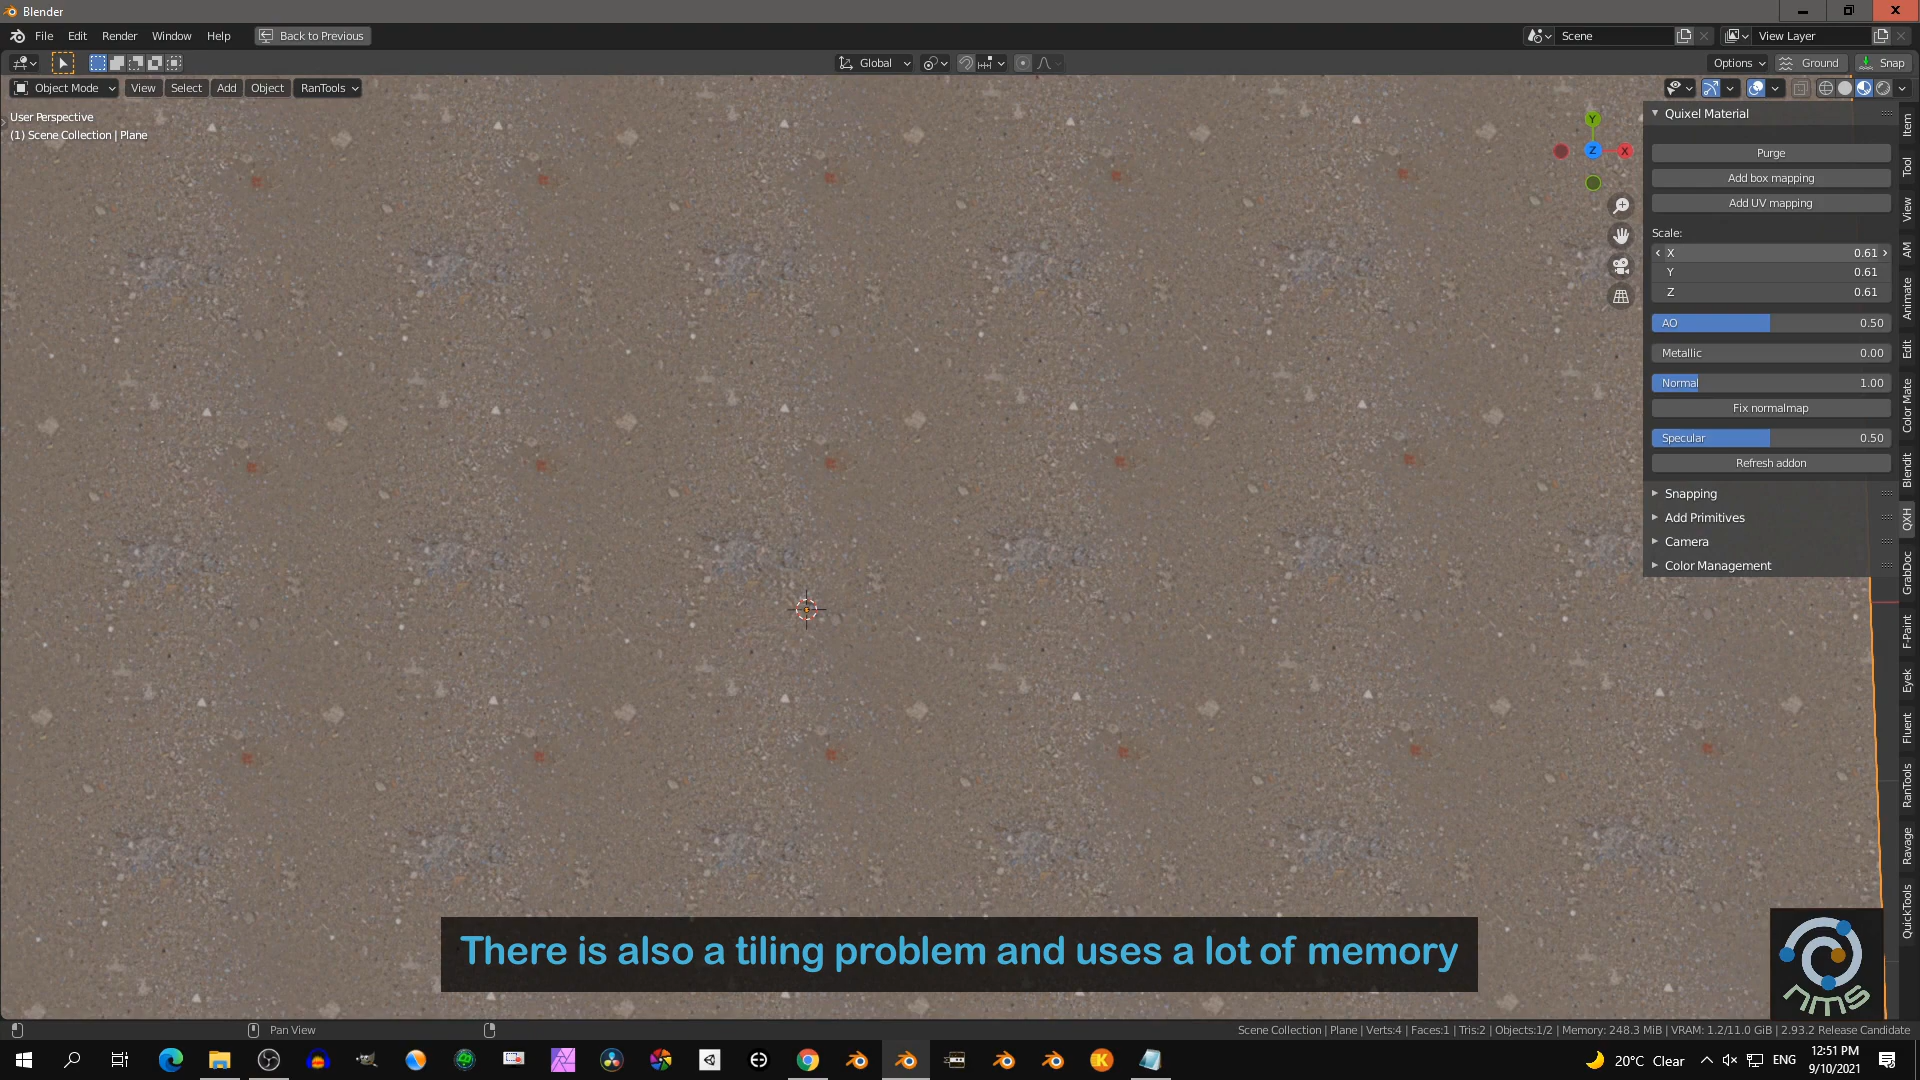 Blender
File Edit Render Window Help Back to Previous Scene View Layer
Global Options Ground Snap
Object Mode View Select Add Object RanTools
User Perspective
(1) Scene Collection | Plane
Y
Z X
Quixel Material
Purge
Add box mapping
Add UV mapping
Scale:
X 0.61
Y 0.61
Z 0.61
AO 0.50
Metallic 0.00
Normal 1.00
Fix normalmap
Specular 0.50
Refresh addon
Snapping
Add Primitives
Camera
Color Management
Item
Tool
View
AM
Animate
Edit
Color Mate
Blendit
QXH
GrabDoc
F-Paint
Eyek
Fluent
RanTools
Ravage
QuickTools
There is also a tiling problem and uses a lot of memory
nms
Pan View
Scene Collection | Plane | Verts:4 | Faces:1 | Tris:2 | Objects:1/2 | Memory: 248.3 MiB | VRAM: 1.2/11.0 GiB | 2.93.2 Release Candidate
K
20°C Clear
ENG
12:51 PM
9/10/2021